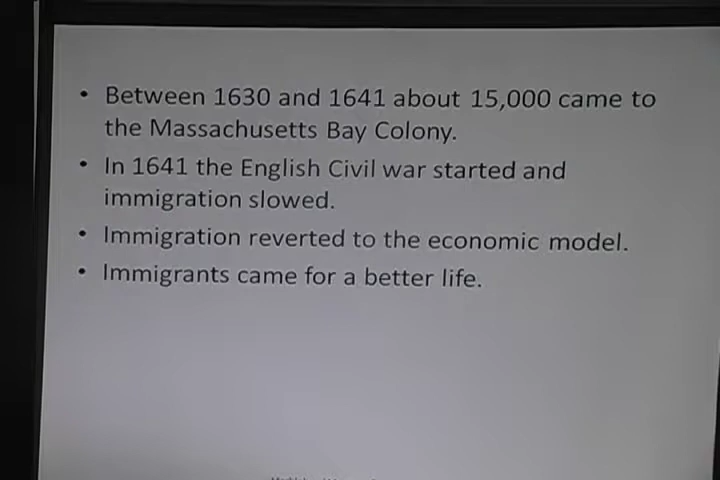 • Between 1630 and 1641 about 15,000 came to
the Massachusetts Bay Colony.
• In 1641 the English Civil war started and
immigration slowed.
• Immigration reverted to the economic model.
• Immigrants came for a better life.